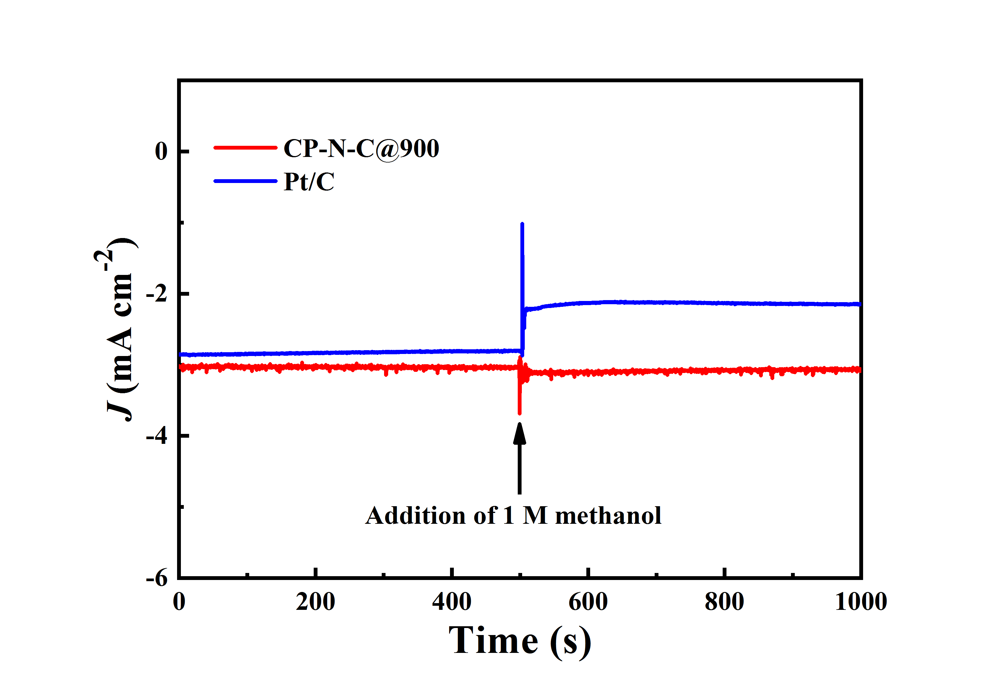 CP-N-C@900
Pt/C
0
-2
-4
-6
J (mA cm-2)
Addition of 1 M methanol
0 200 400 600 800 1000
Time (s)